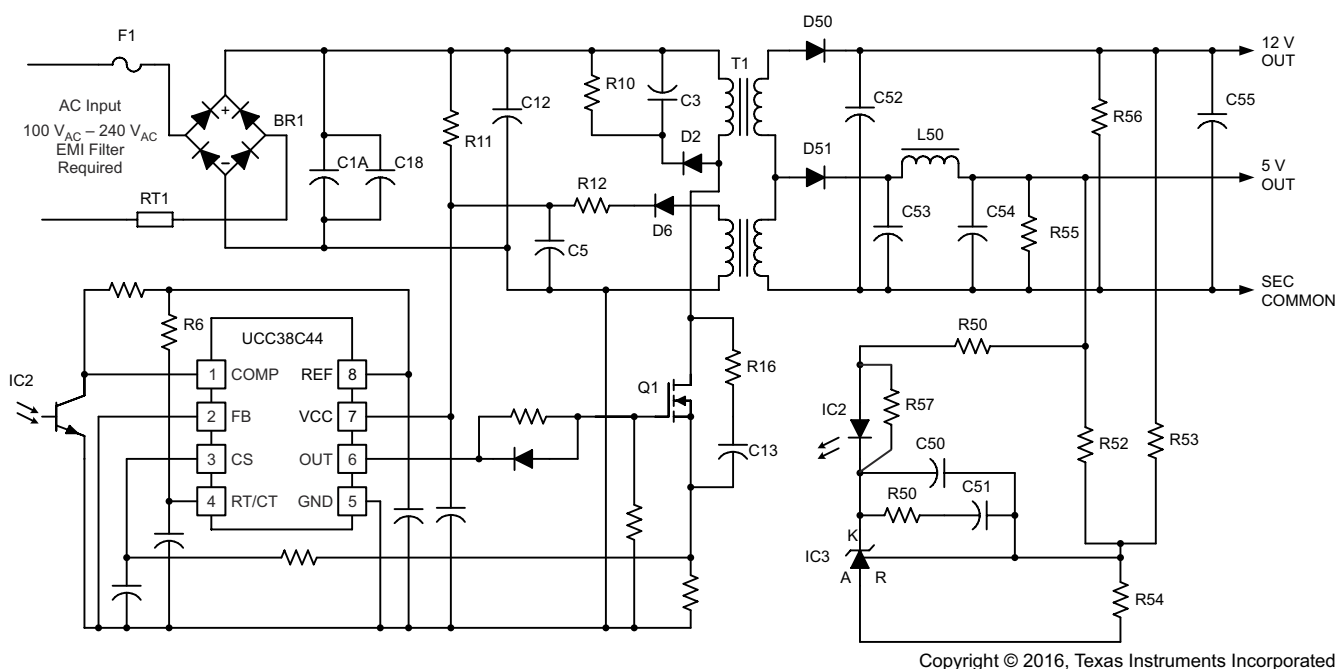 F1
D50
T1
12 V
OUT
AC Input
100 VAC – 240 VAC
EMI Filter
Required
BR1
+
–
R10
C3
C12
R11
D2
C52
R56
C55
C1A
C18
D51
L50
5 V
OUT
RT1
R12
D6
C5
C53
C54
R55
SEC
COMMON
R6
UCC38C44
R50
IC2
1
COMP
REF
8
R16
2
FB
VCC
7
Q1
IC2
R57
3
CS
OUT
6
C13
C50
R52
R53
4
RT/CT
GND
5
R50
C51
K
IC3
A
R
R54
Copyright © 2016, Texas Instruments Incorporated